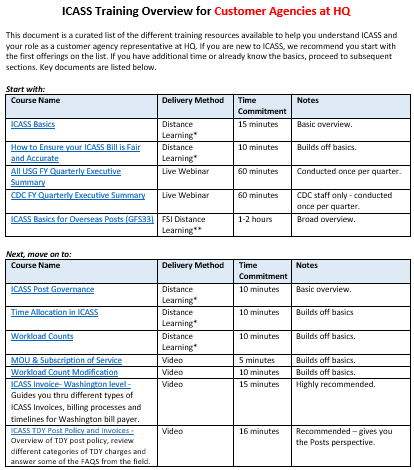 ICASS Training Overview for Customer Agencies at HQ
This document is a curated list of the different training resources available to help you understand ICASS and
your role as a customer agency representative at HQ. If you are new to ICASS, we recommend you start with
the first offerings on the list. If you have additional time or already know the basics, proceed to subsequent
sections. Key documents are listed below.
Start with:
Course Name Delivery Method Time Commitment Notes
ICASS Basics Distance Learning* 15 minutes Basic overview.
How to Ensure your ICASS Bill is Fair and Accurate Distance Learning* 10 minutes Builds off basics.
All USG FY Quarterly Executive Summary Live Webinar 60 minutes Conducted once per quarter.
CDC FY Quarterly Executive Summary Live Webinar 60 minutes CDC staff only - conducted once per quarter.
ICASS Basics for Overseas Posts (GFS33) FSI Distance Learning** 1-2 hours Broad overview.
Next, move on to:
Course Name Delivery Method Time Commitment Notes
ICASS Post Governance Distance Learning* 10 minutes Basic overview.
Time Allocation in ICASS Distance Learning* 10 minutes Builds off basics
Workload Counts Distance Learning* 10 minutes Builds off basics.
MOU & Subscription of Service Video 5 minutes Builds off basics.
Workload Count Modification Video 10 minutes Builds off basics.
ICASS Invoice- Washington level - Video 15 minutes Highly recommended.
Guides you thru different types of
ICASS Invoices, billing processes and
timelines for Washington bill payer.
ICASS TDY Post Policy and Invoices - Video 16 minutes Recommended – gives you the Posts perspective.
Overview of TDY post policy, review
different categories of TDY charges and
answer some of the FAQS from the field.